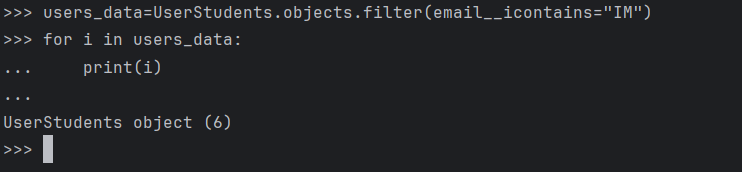 >>> users_data=UserStudents.objects.filter(email__icontains="IM")
>>> for i in users_data:
...     print(i)
...
UserStudents object (6)
>>>